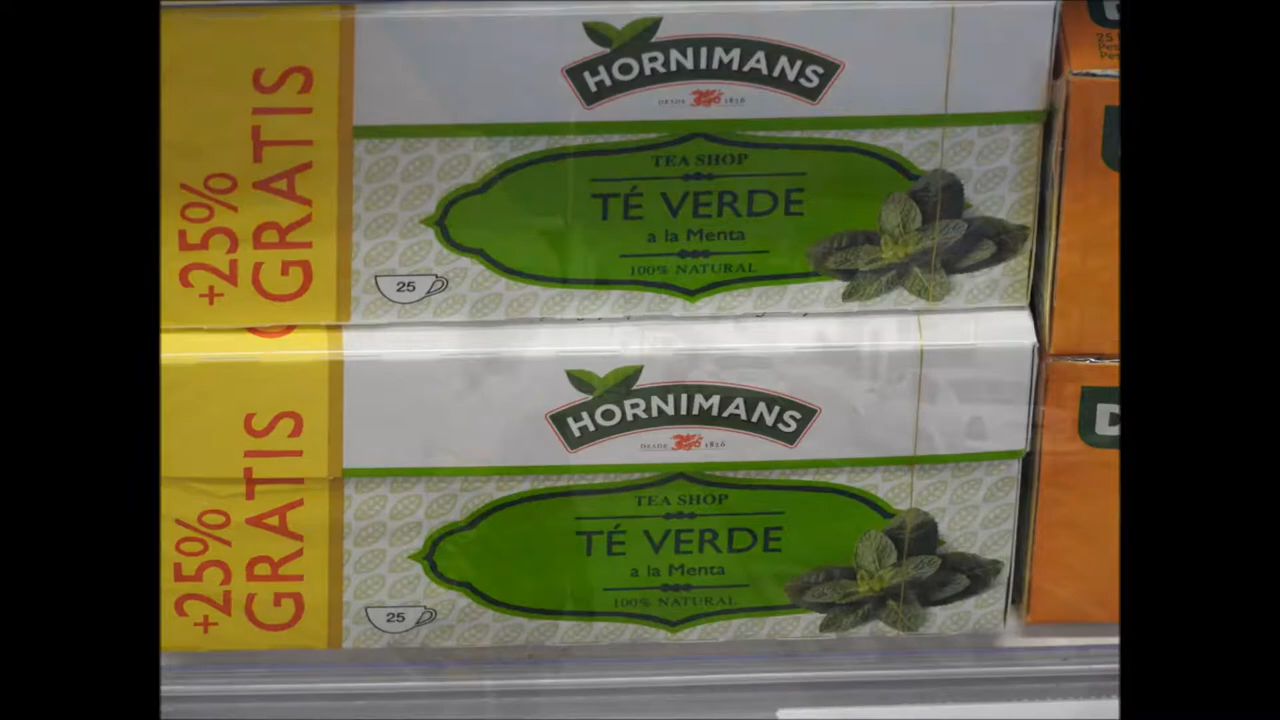 +25%
GRATIS
HORNIMANS
DESDE 1826
TEA SHOP
TÉ VERDE
a la Menta
100% NATURAL
25
25
+25%
GRATIS
HORNIMANS
DESDE 1826
TEA SHOP
TÉ VERDE
a la Menta
100% NATURAL
25
D